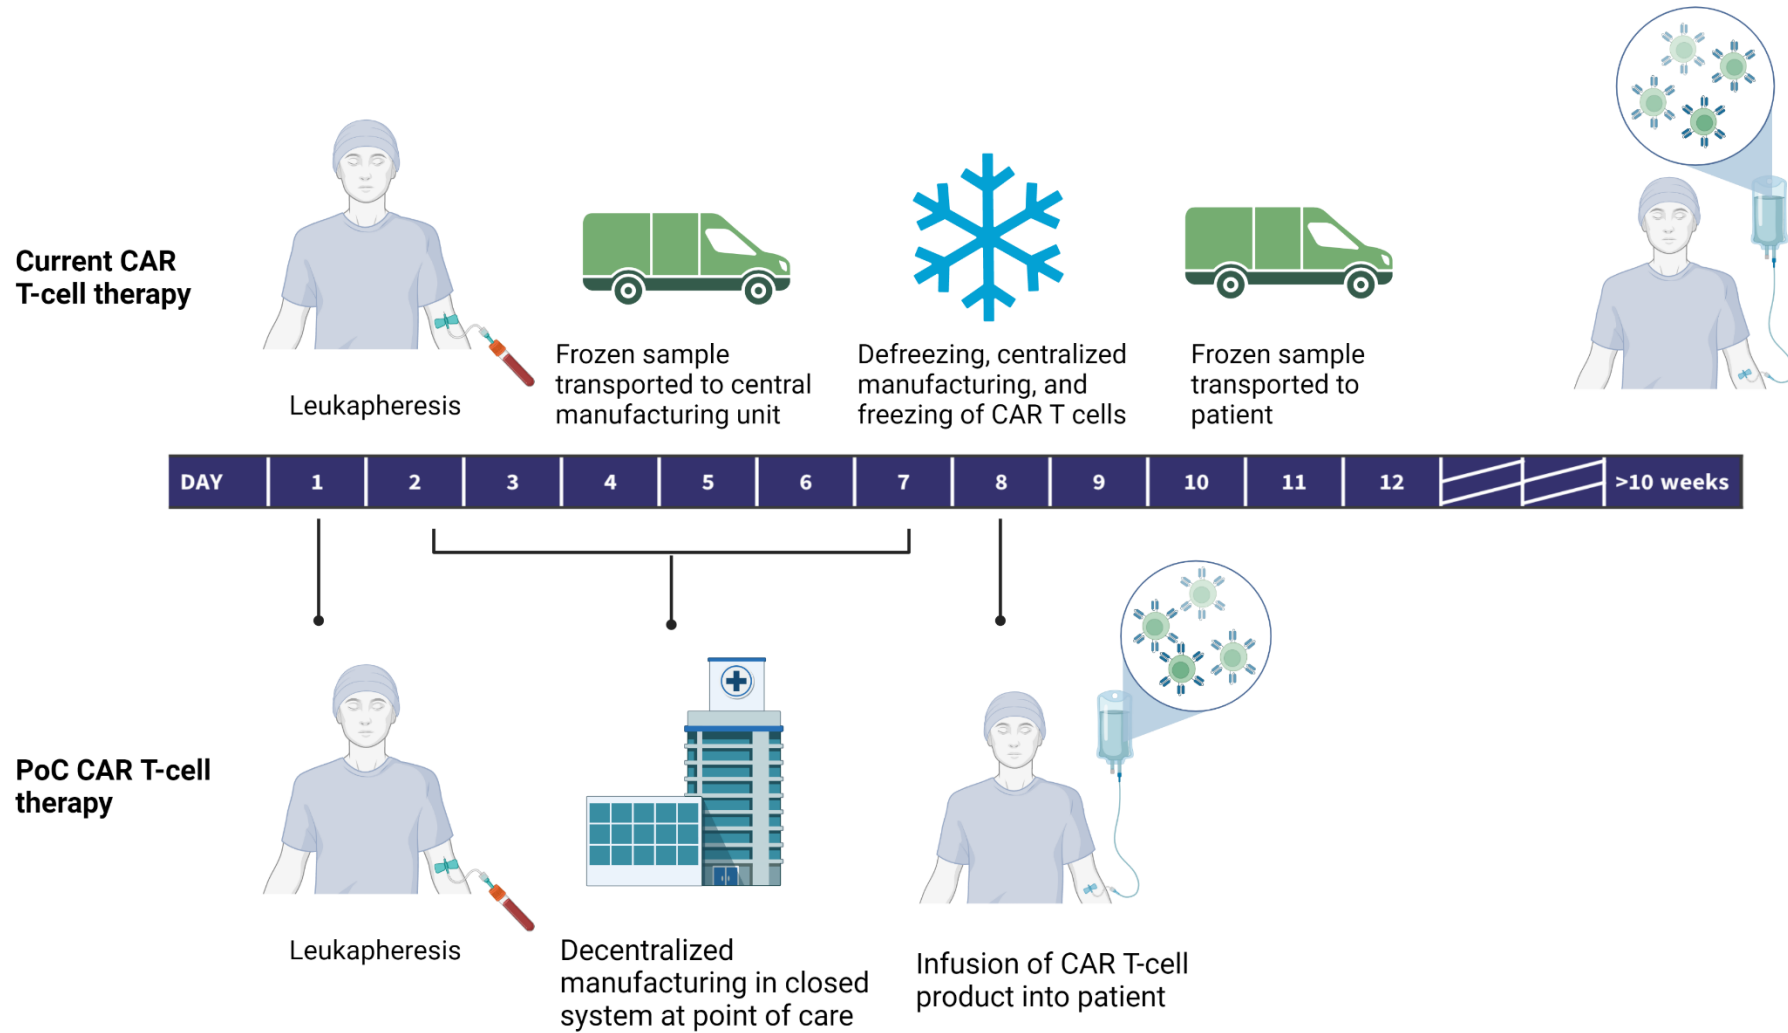 Current CAR
T-cell therapy
Leukapheresis
Frozen sample
transported to central
manufacturing unit
Defreezing, centralized
manufacturing, and
freezing of CAR T cells
Frozen sample
transported to
patient
DAY 1 2 3 4 5 6 7 8 9 10 11 12 >10 weeks
PoC CAR T-cell
therapy
Leukapheresis
Decentralized
manufacturing in closed
system at point of care
Infusion of CAR T-cell
product into patient